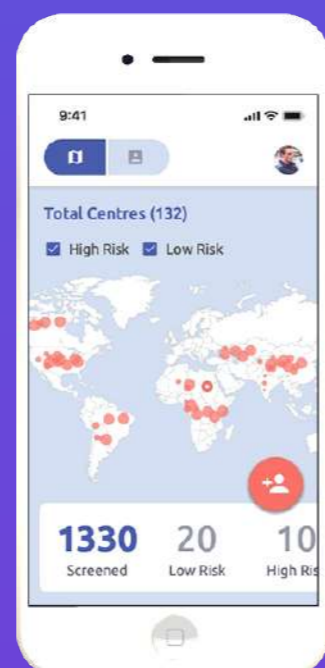 9:41
Total Centres (132)
High Risk Low Risk
1330 20 10
Screened Low Risk High Ris